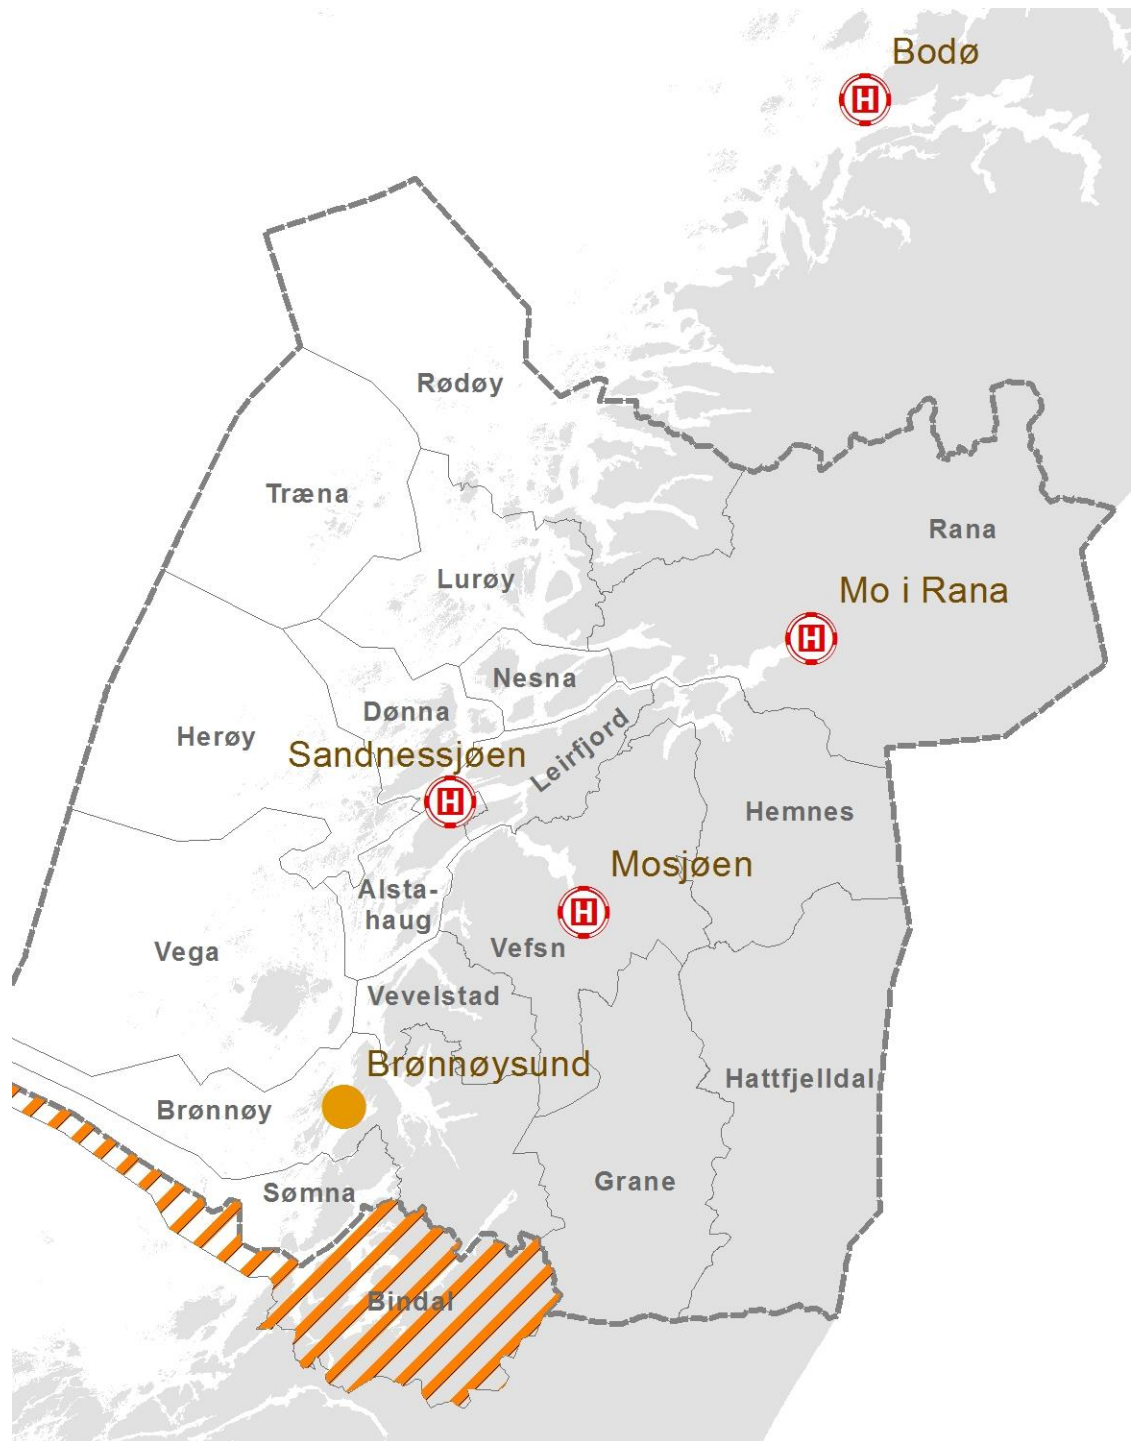 Bodø
H
Rødøy
Træna
Rana
Lurøy
Mo i Rana
H
Nesna
Dønna
Herøy
Leirfjord
Sandnessjøen
H
Hemnes
Mosjøen
Alsta-
haug
H
Vefsn
Vega
Vevelstad
Brønnøysund
Hattfjelldal
Brønnøy
Grane
Sømna
Bindal